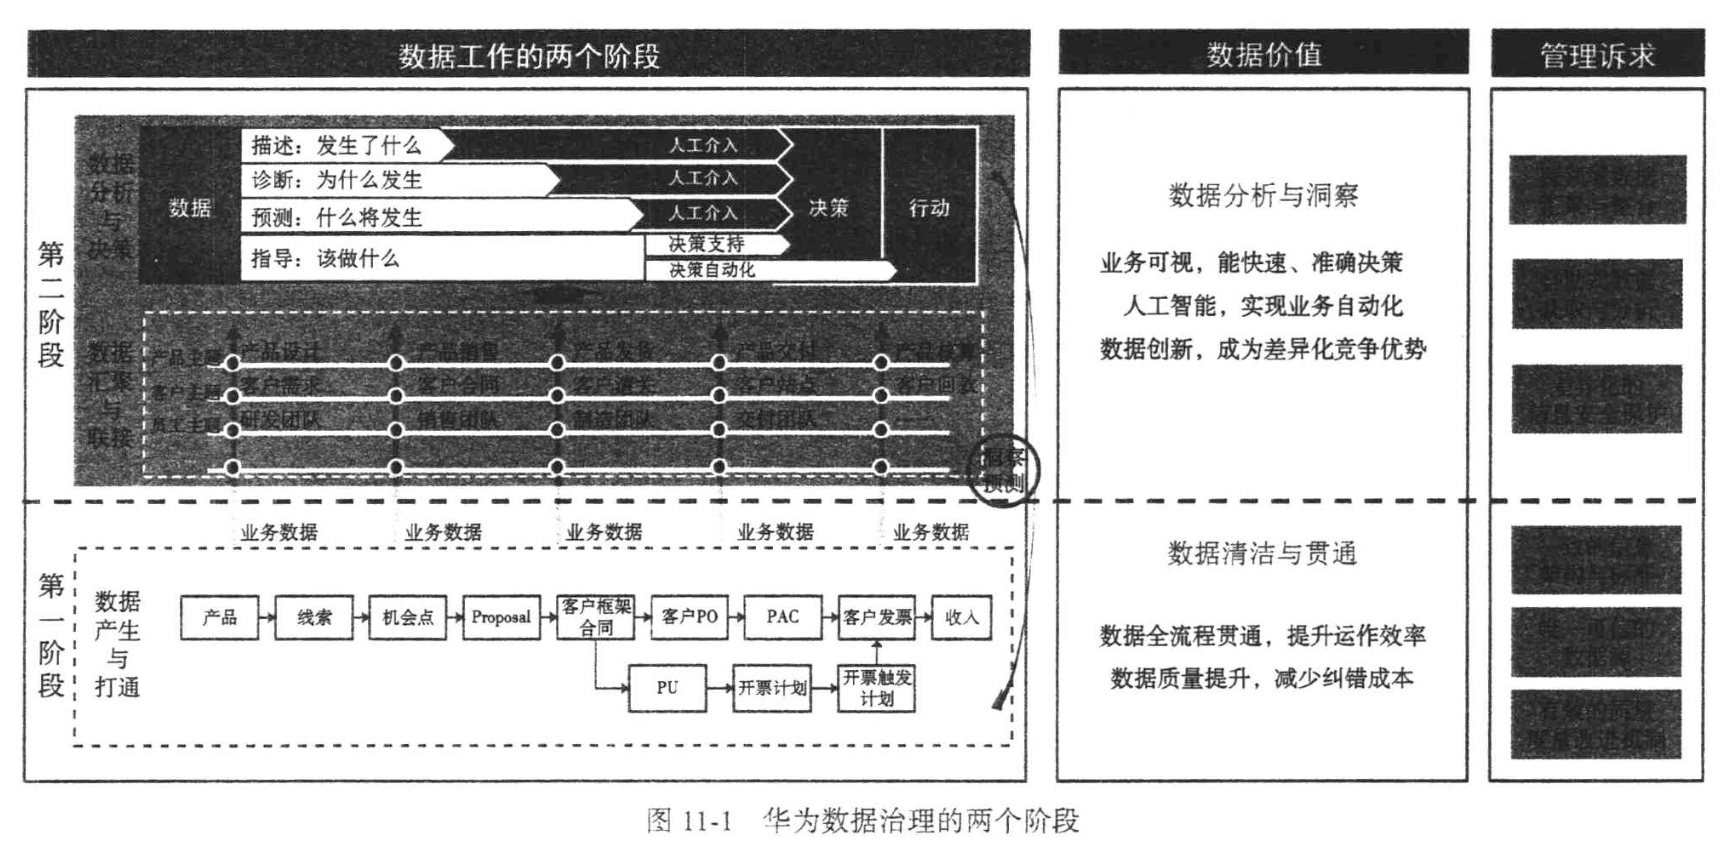 数据工作的两个阶段
数据价值
管理诉求
第二阶段
数据
分析
与
决策
数据
描述：发生了什么
人工介入
诊断：为什么发生
人工介入
预测：什么将发生
人工介入
指导：该做什么
决策支持
决策自动化
决策
行动
数据
汇聚
与
联接
产品主题
产品设计
产品销售
产品发货
产品交付
产品核算
客户主题
客户需求
客户合同
客户站点
客户回款
员工主题
研发团队
销售团队
制造团队
交付团队
洞察
预测
业务数据
业务数据
业务数据
业务数据
业务数据
第一阶段
数据
产生
与
打通
产品
线索
机会点
Proposal
客户框架
合同
客户PO
PAC
客户发票
收入
PU
开票计划
开票触发
计划
数据分析与洞察
业务可视，能快速、准确决策
人工智能，实现业务自动化
数据创新，成为差异化竞争优势
数据清洁与贯通
数据全流程贯通，提升运作效率
数据质量提升，减少纠错成本
差异化的
信息安全保护
图 11-1 华为数据治理的两个阶段